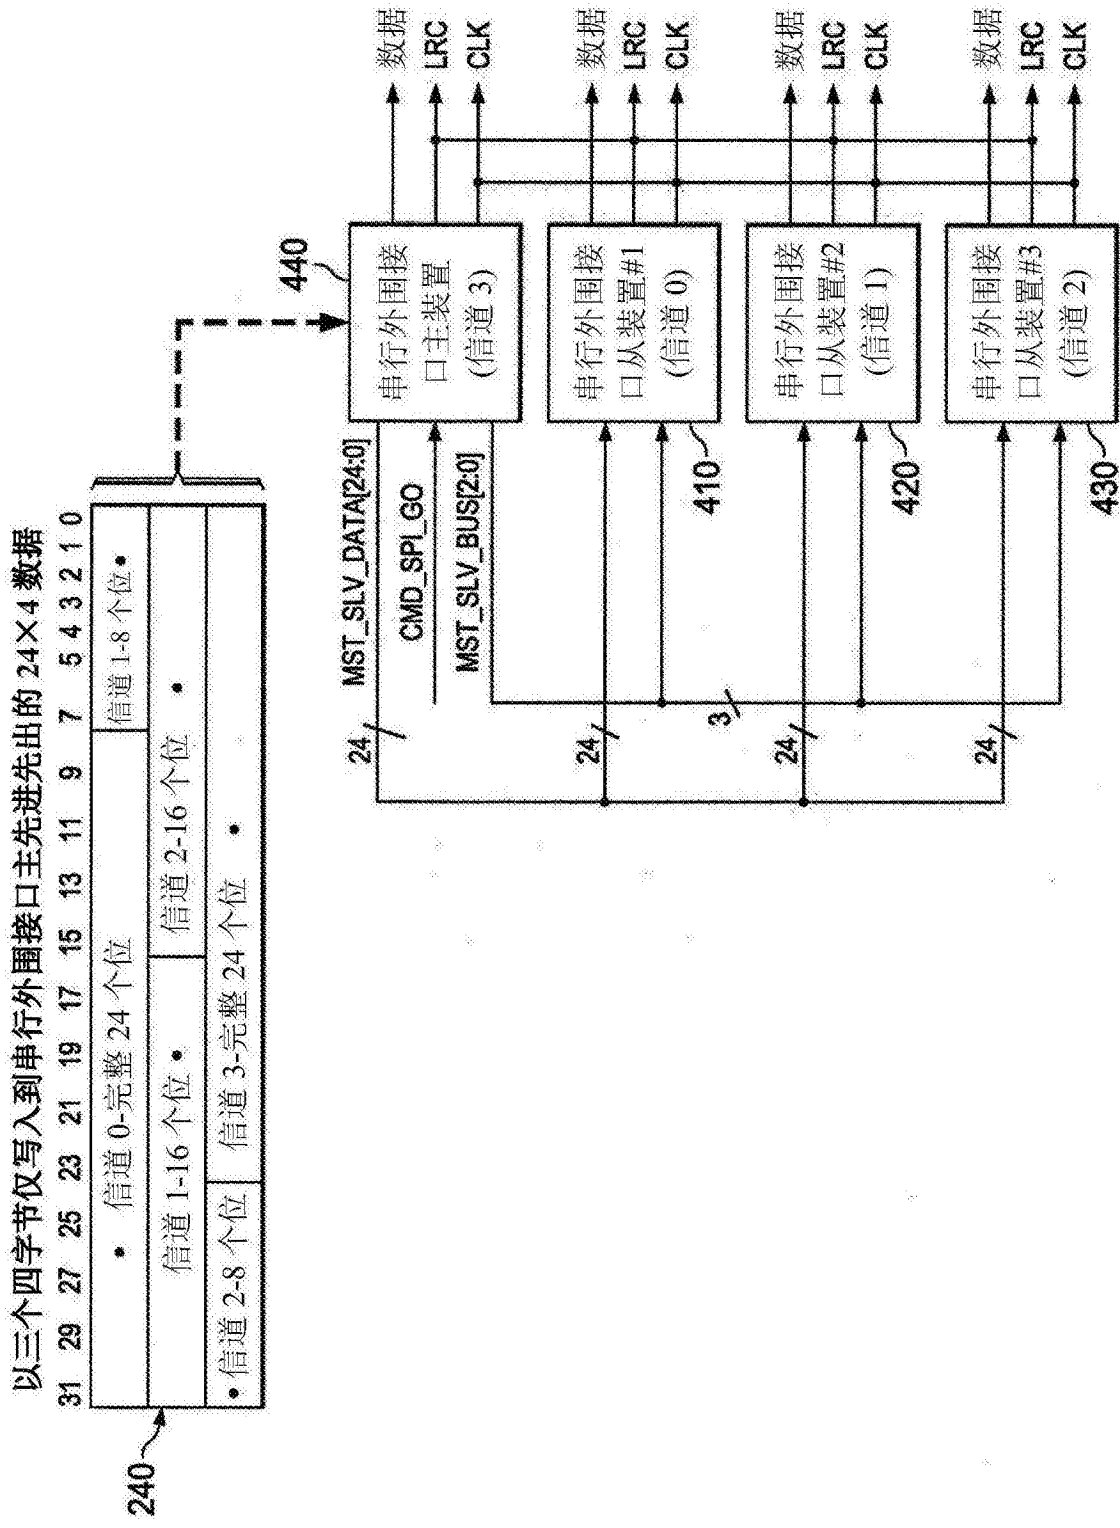 以三个四字节仅写入到串行外围接口主先进先出的 24×4 数据
31 29 27 25 23 21 19 17 15 13 11 9 7 5 4 3 2 1 0
240
• 信道 0-完整 24 个位
信道 1-8 个位 •
信道 1-16 个位 •
信道 2-16 个位 •
• 信道 2-8 个位
信道 3-完整 24 个位 •
440
串行外围接
口主装置
(信道 3)
数据
LRC
CLK
MST_SLV_DATA[24:0]
CMD_SPI_GO
MST_SLV_BUS[2:0]
24
24
3
24
24
410
串行外围接
口从装置#1
(信道 0)
数据
LRC
CLK
420
串行外围接
口从装置#2
(信道 1)
数据
LRC
CLK
430
串行外围接
口从装置#3
(信道 2)
数据
LRC
CLK